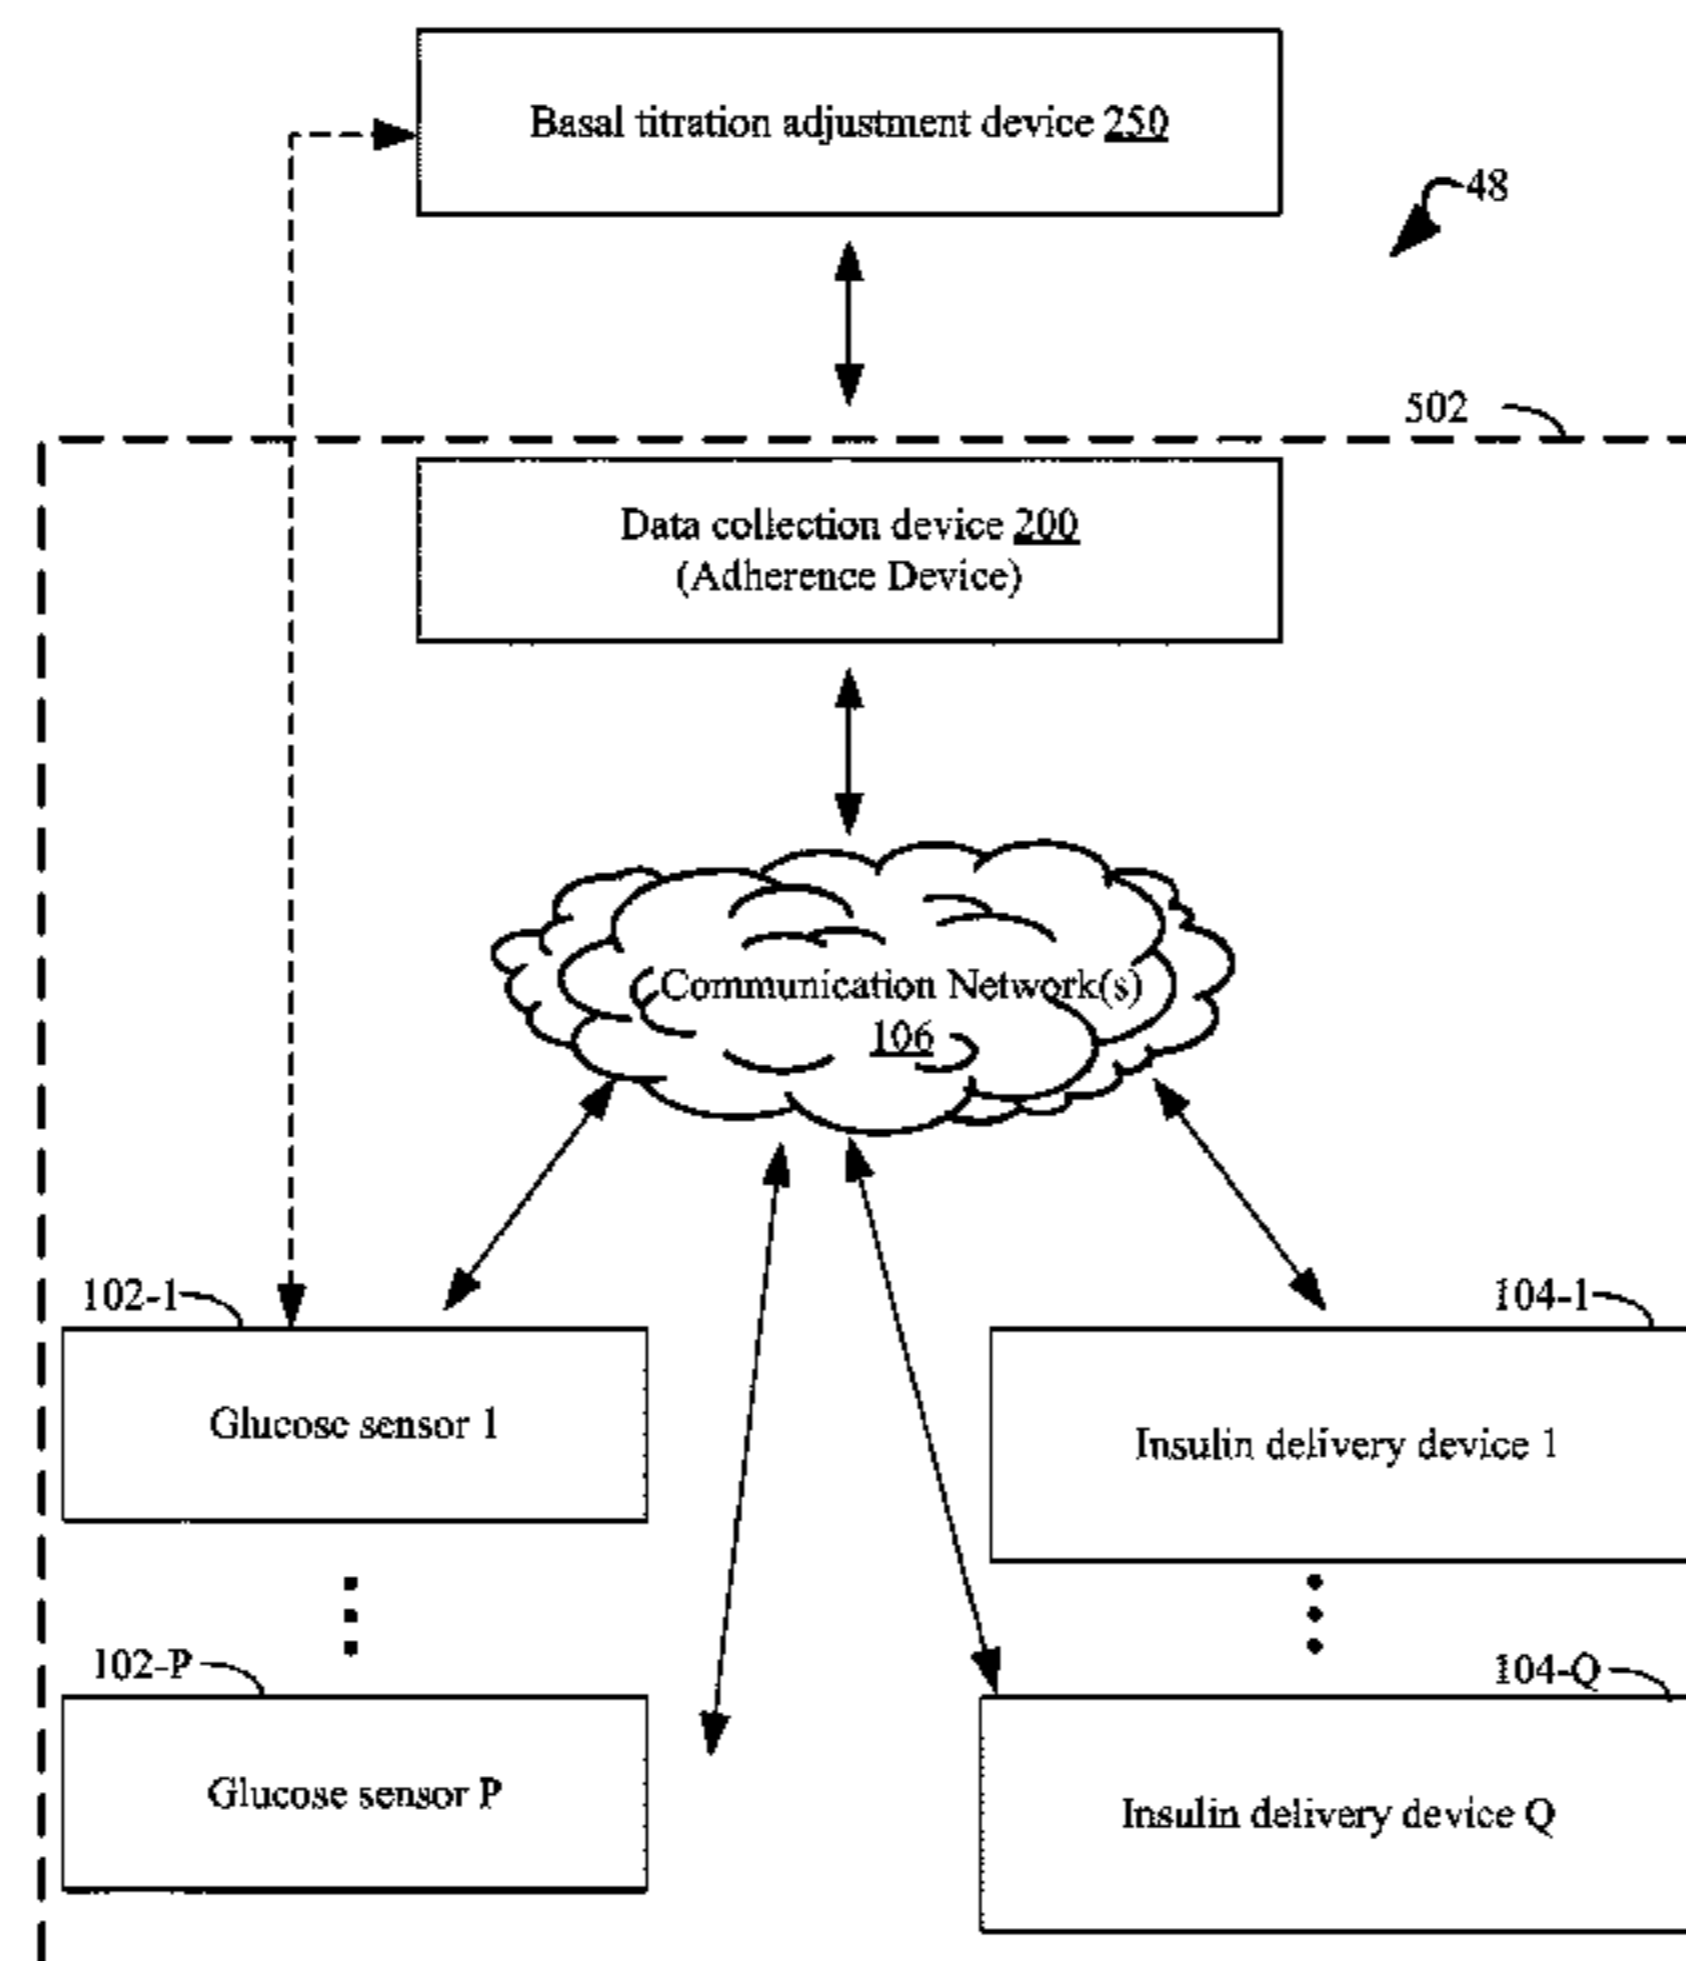 Basal titration adjustment device 250
48
502
Data collection device 200
(Adherence Device)
Communication Network(s)
106
102-1
104-1
Glucose sensor 1
Insulin delivery device 1
102-P
104-Q
Glucose sensor P
Insulin delivery device Q